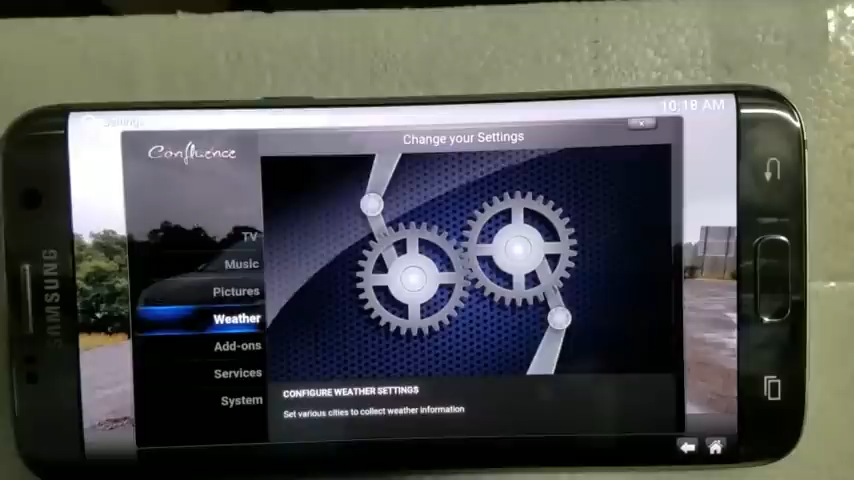 Settings
10:18 AM
Confluence
Change your Settings
TV
Music
Pictures
Weather
Add-ons
Services
System
CONFIGURE WEATHER SETTINGS
Set various cities to collect weather information
SAMSUNG